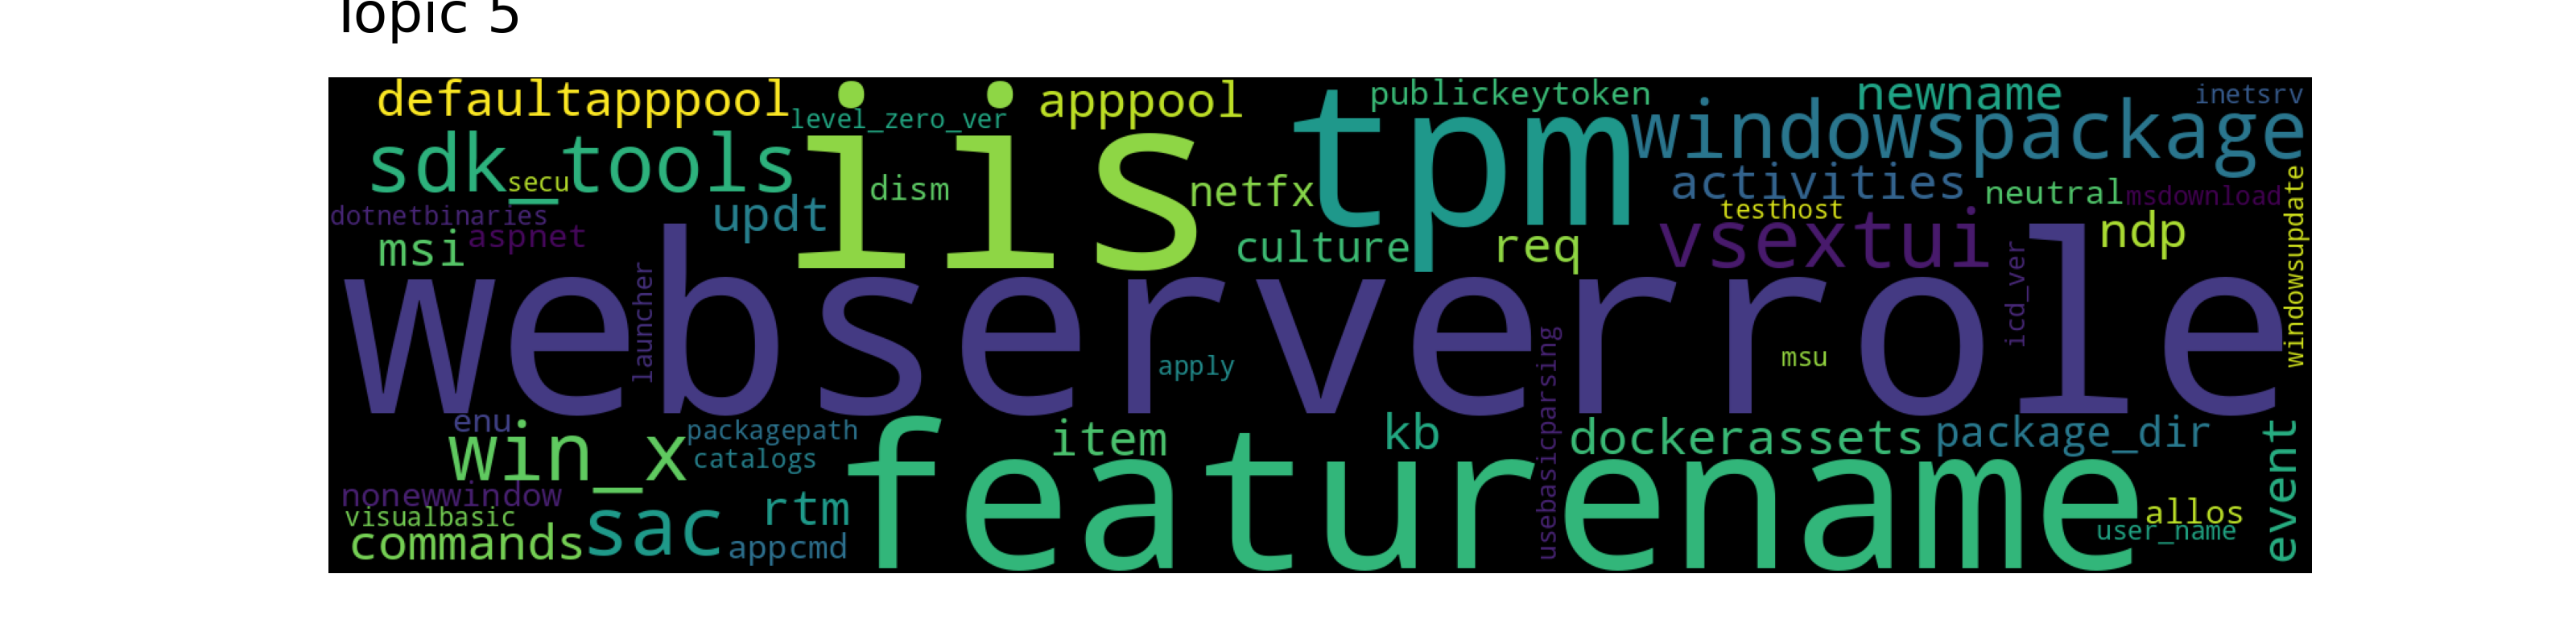 Topic 5
defaultapppool
level_zero_ver
apppool
publickeytoken
newname
inetsrv
sdk_tools
secu
iis
dism
netfx
tpm
windowspackage
activities
neutral
msdownload
testhost
windowsupdate
dotnetbinaries
updt
msi
aspnet
culture
req
vsextui
ndp
webserverrole
launcher
icd_ver
apply
msu
usebasicparsing
enu
win_x
packagepath
catalogs
featurename
item
kb
dockerassets
package_dir
event
nonewwindow
visualbasic
commands
sac
rtm
appcmd
allos
user_name